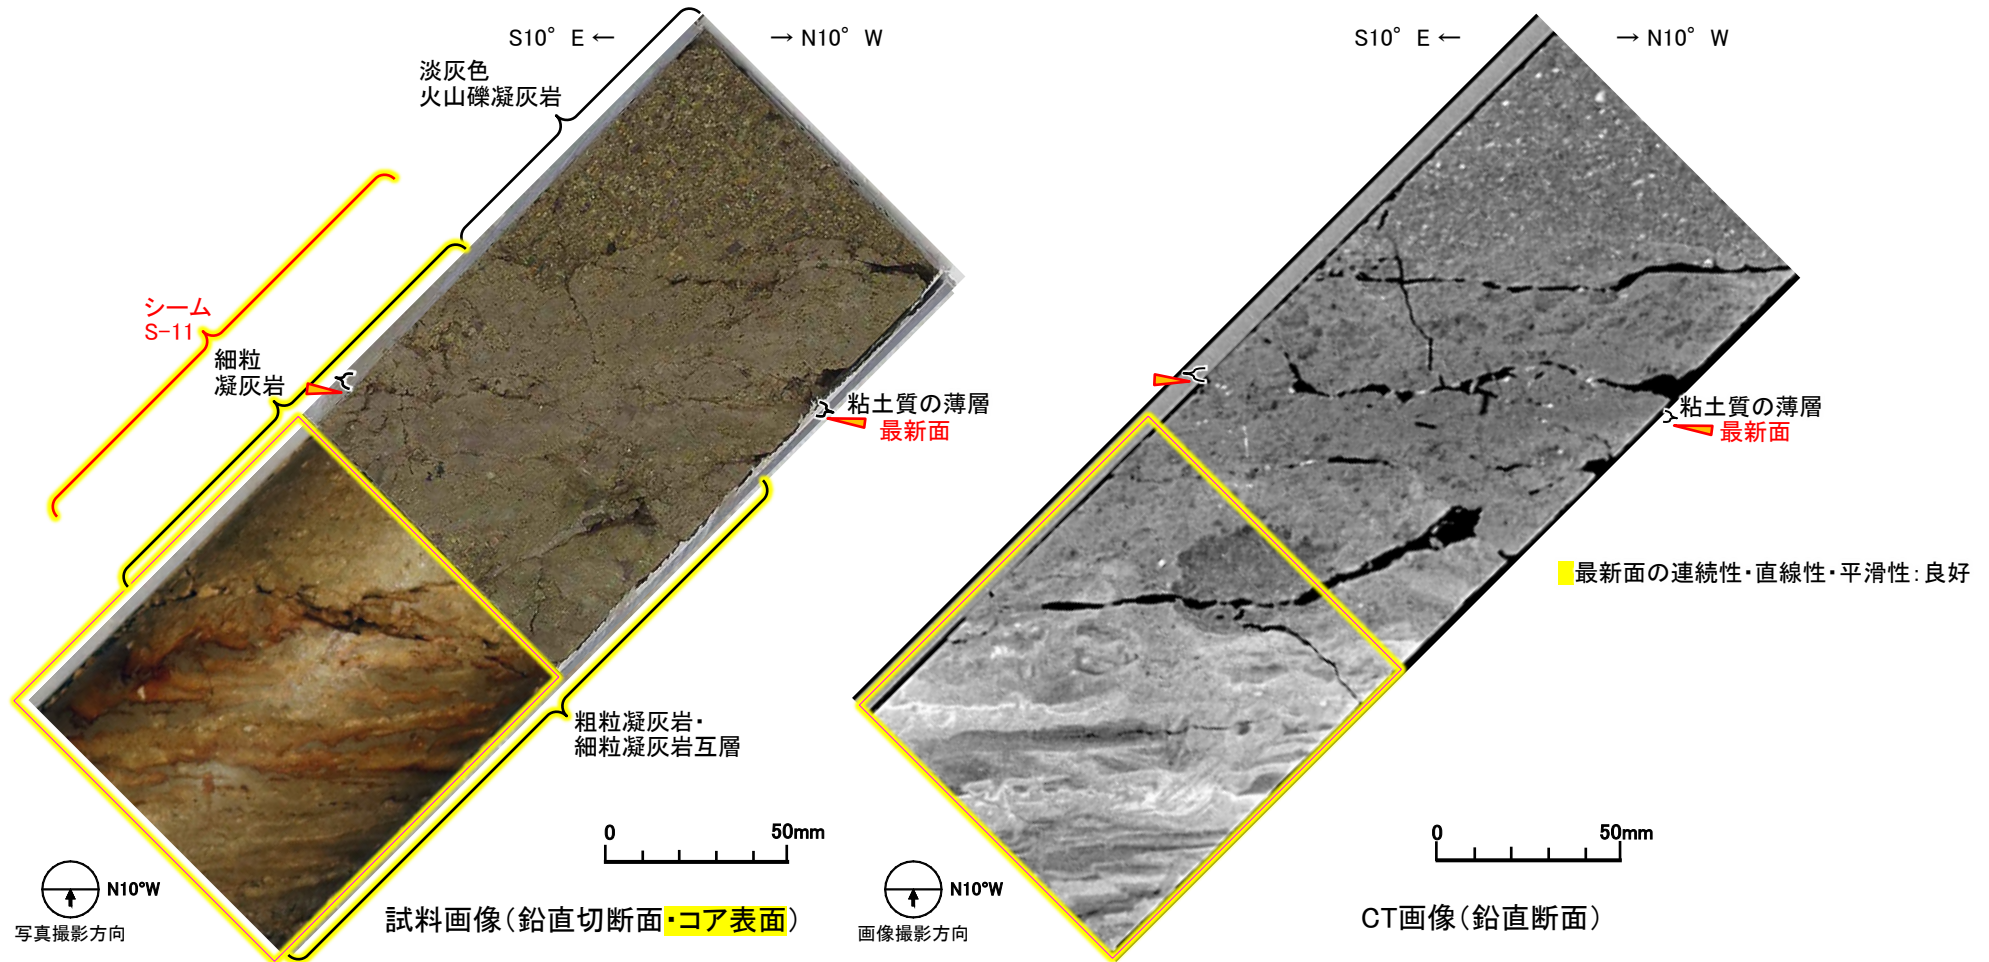 S10° E ←
→ N10° W
淡灰色
火山礫凝灰岩
シーム
S-11
細粒
凝灰岩
粘土質の薄層
最新面
粗粒凝灰岩・
細粒凝灰岩互層
0
50mm
N10°W
写真撮影方向
試料画像(鉛直切断面・コア表面)
S10° E ←
→ N10° W
粘土質の薄層
最新面
最新面の連続性・直線性・平滑性:良好
0
50mm
N10°W
画像撮影方向
CT画像(鉛直断面)